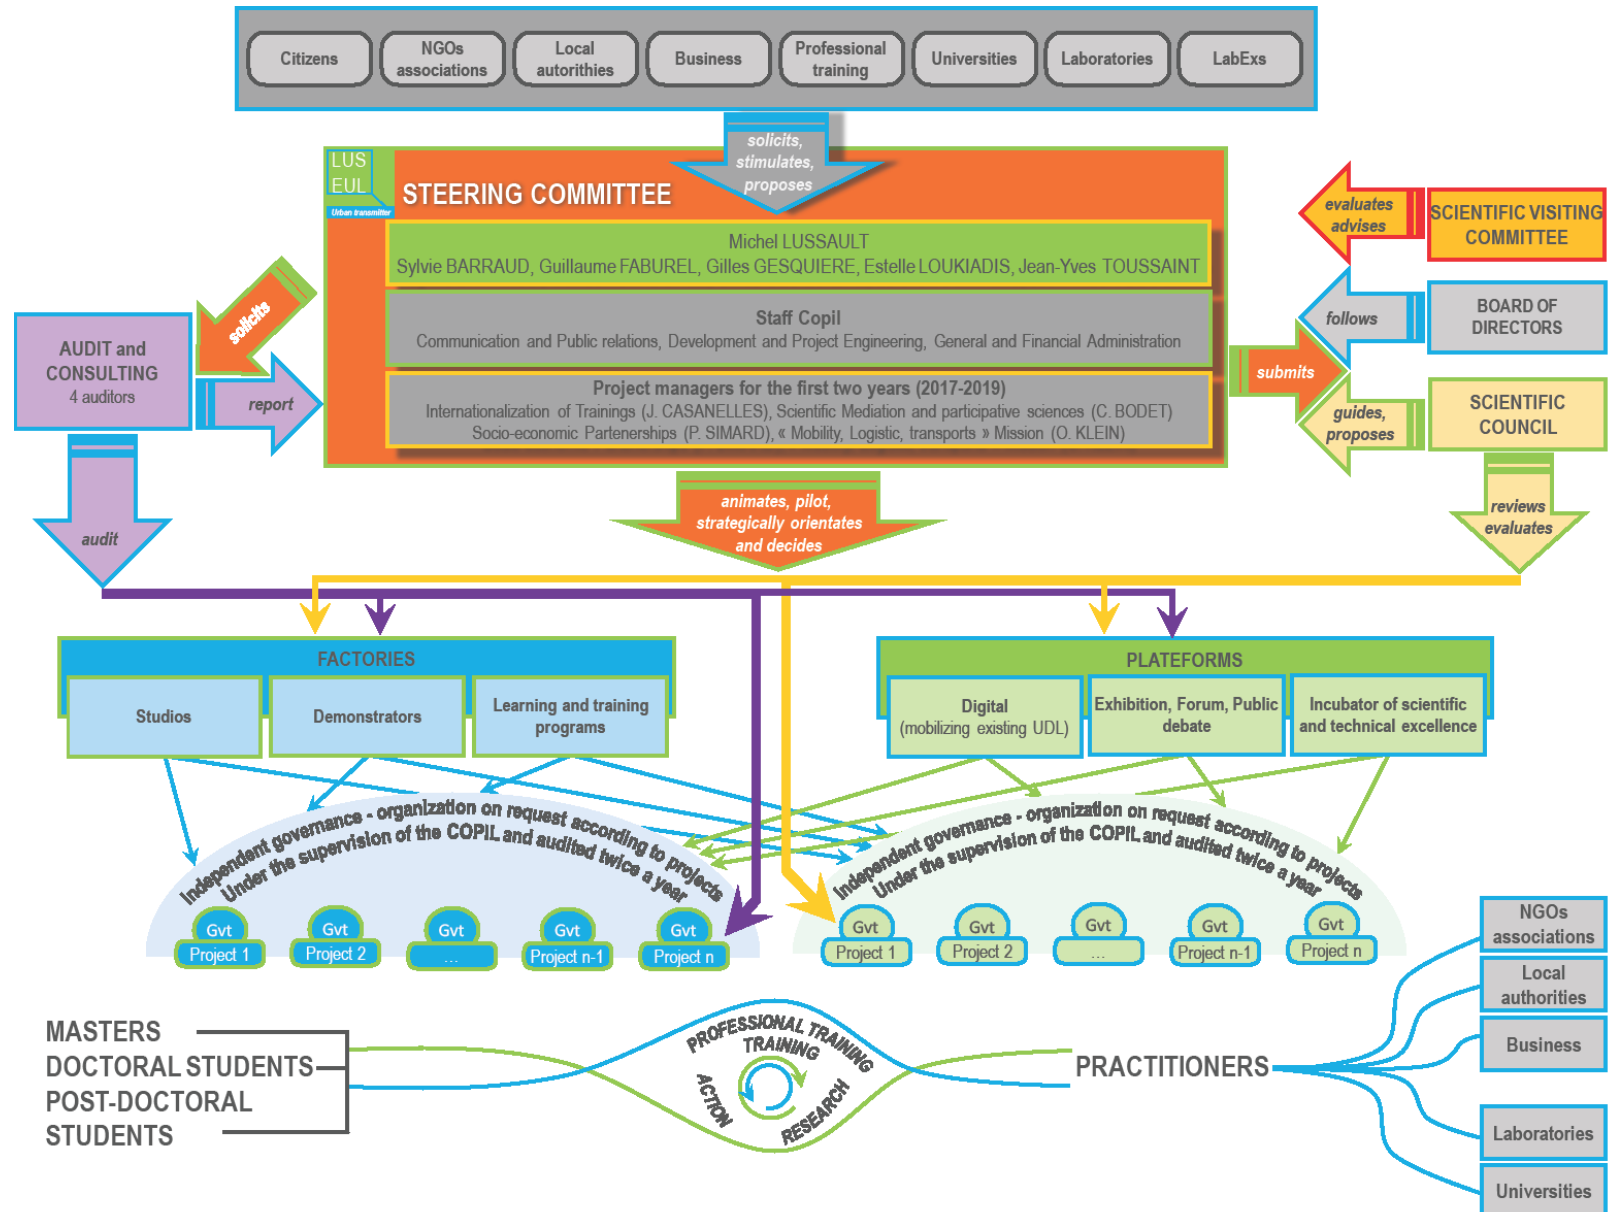 Citizens
NGOs
associations
Local
autorithies
Business
Professional
training
Universities
Laboratories
LabExs
solicits,
stimulates,
proposes
LUS
EUL
Urban transmitter
STEERING COMMITTEE
Michel LUSSAULT
Sylvie BARRAUD, Guillaume FABUREL, Gilles GESQUIERE, Estelle LOUKIADIS, Jean-Yves TOUSSAINT
Staff Copil
Communication and Public relations, Development and Project Engineering, General and Financial Administration
Project managers for the first two years (2017-2019)
Internationalization of Trainings (J. CASANELLES), Scientific Mediation and participative sciences (C. BODET)
Socio-economic Partenerships (P. SIMARD), « Mobility, Logistic, transports » Mission (O. KLEIN)
evaluates
advises
SCIENTIFIC VISITING
COMMITTEE
follows
BOARD OF
DIRECTORS
submits
guides,
proposes
SCIENTIFIC
COUNCIL
reviews
evaluates
solicits
AUDIT and
CONSULTING
4 auditors
report
audit
animates, pilot,
strategically orientates
and decides
FACTORIES
Studios
Demonstrators
Learning and training
programs
PLATEFORMS
Digital
(mobilizing existing UDL)
Exhibition, Forum, Public
debate
Incubator of scientific
and technical excellence
Independent governance - organization on request according to projects
Under the supervision of the COPIL and audited twice a year
Gvt
Project 1
Gvt
Project 2
Gvt
...
Gvt
Project n-1
Gvt
Project n
Independent governance - organization on request according to projects
Under the supervision of the COPIL and audited twice a year
Gvt
Project 1
Gvt
Project 2
Gvt
...
Gvt
Project n-1
Gvt
Project n
MASTERS
DOCTORAL STUDENTS
POST-DOCTORAL
STUDENTS
PROFESSIONAL TRAINING
TRAINING
ACTION
RESEARCH
PRACTITIONERS
NGOs
associations
Local
authorities
Business
Laboratories
Universities